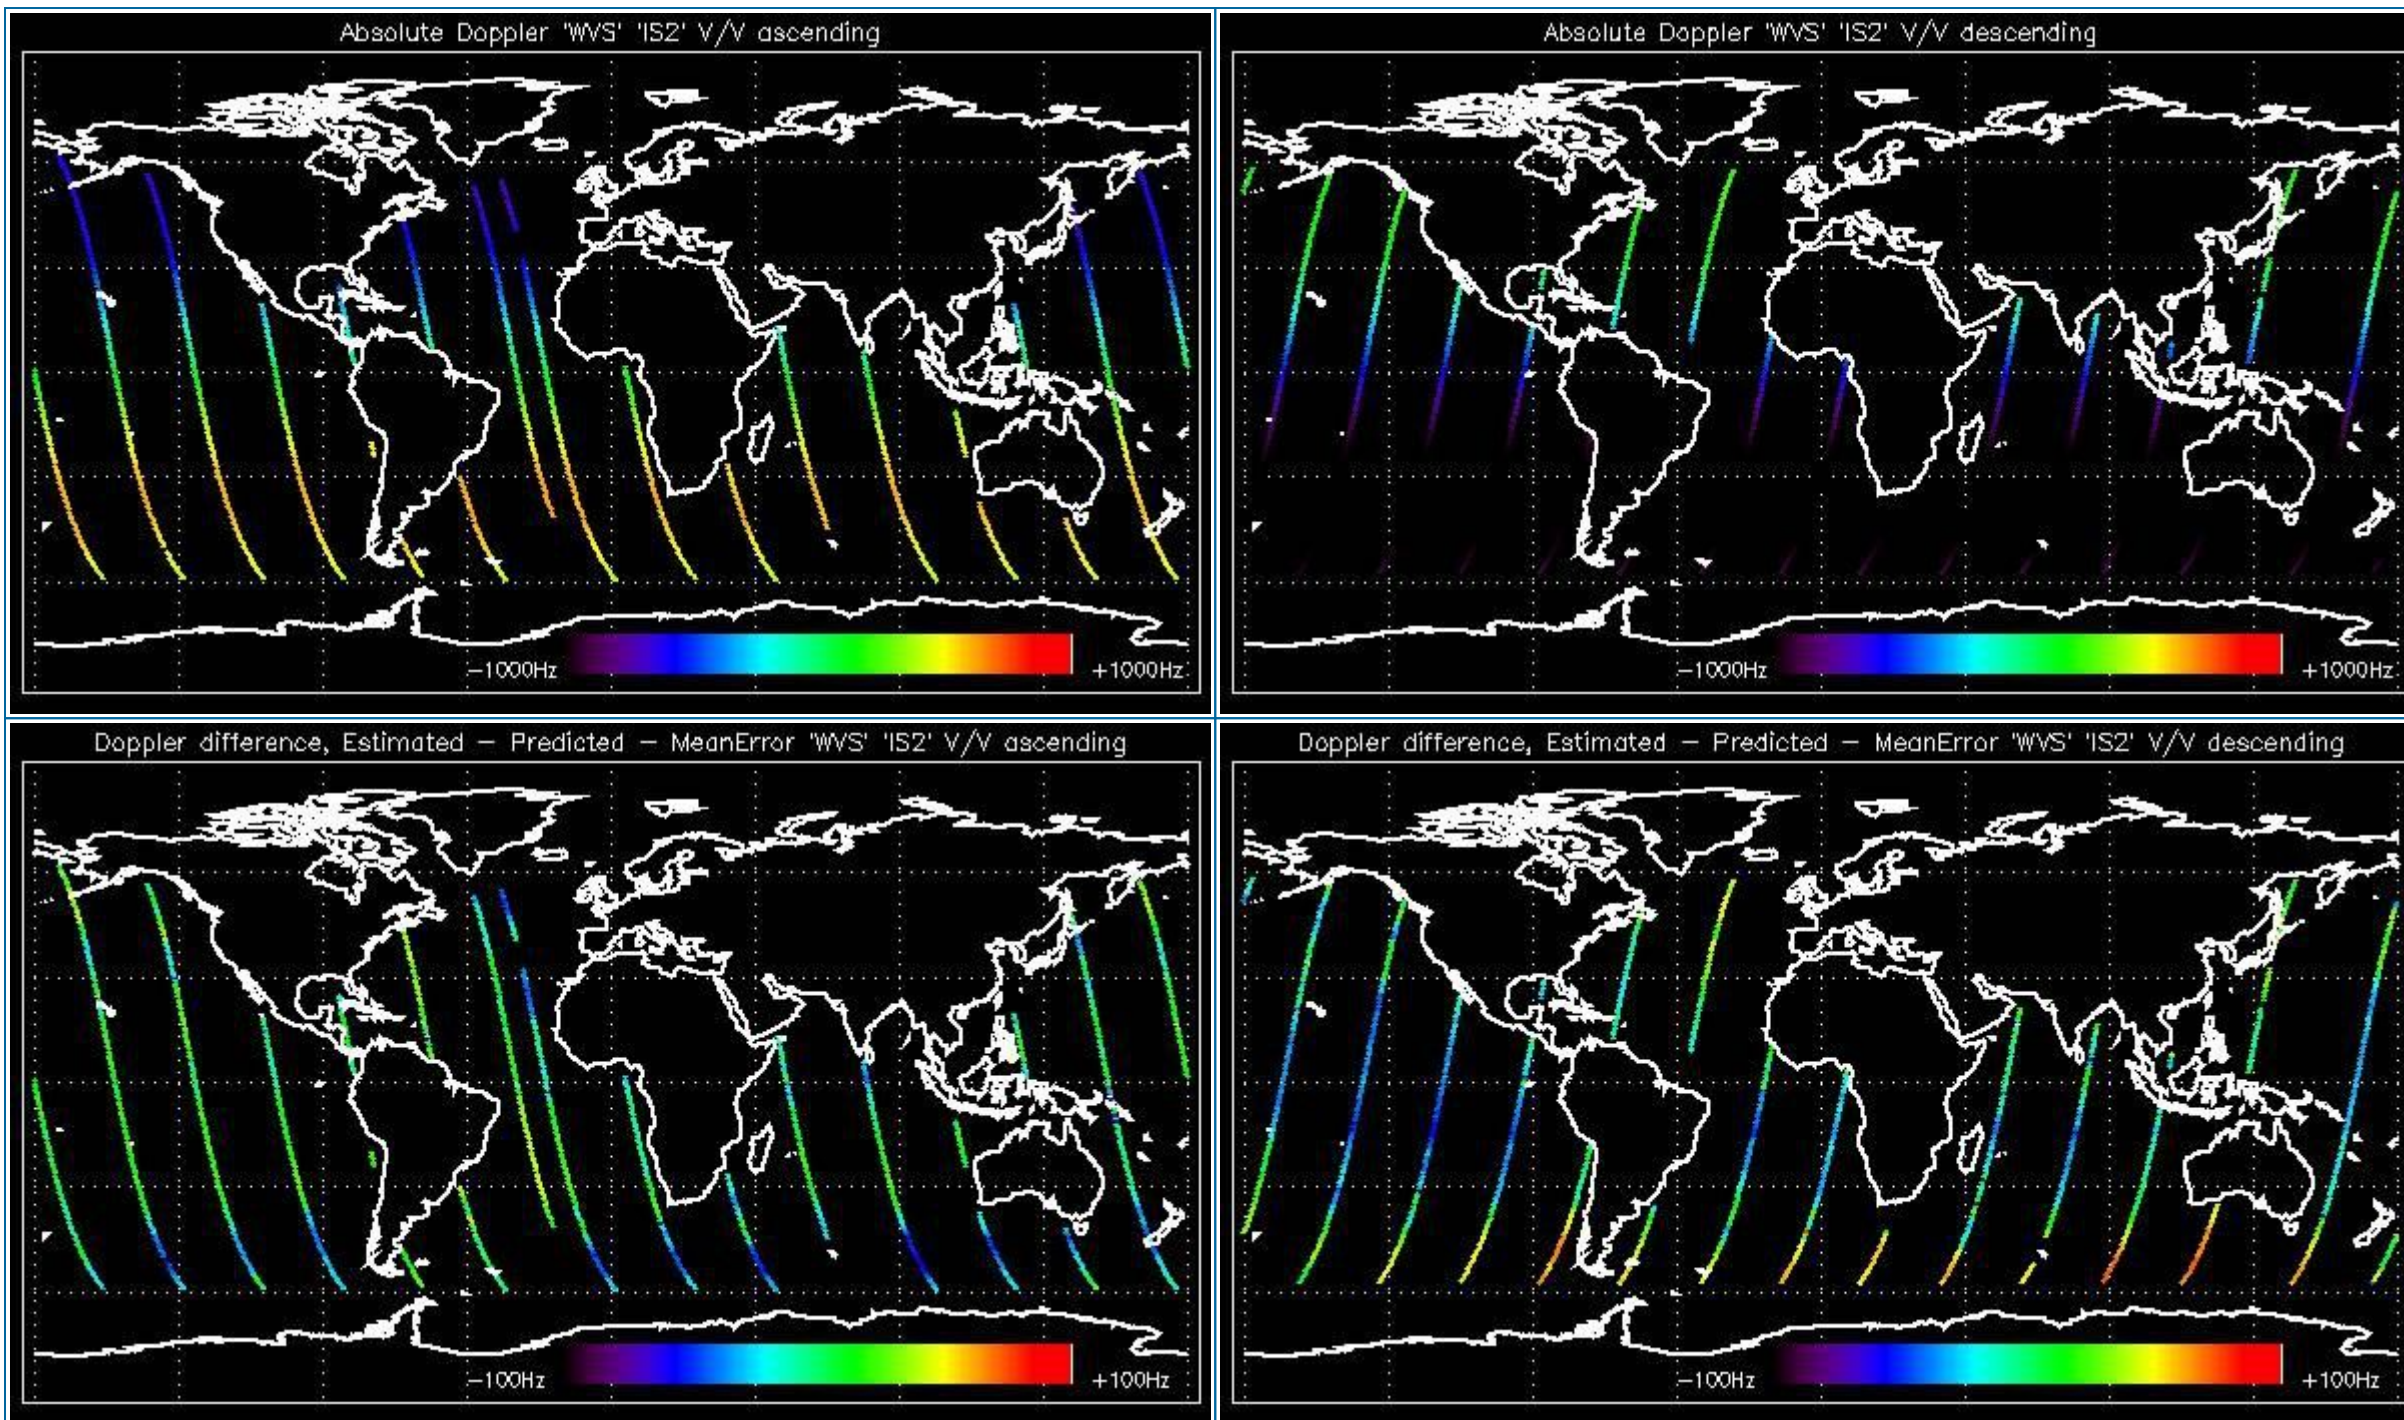 Absolute Doppler 'WVS' 'IS2' V/V ascending
-1000Hz
+1000Hz
Absolute Doppler 'WVS' 'IS2' V/V descending
-1000Hz
+1000Hz
Doppler difference, Estimated - Predicted - MeanError 'WVS' 'IS2' V/V ascending
-100Hz
+100Hz
Doppler difference, Estimated - Predicted - MeanError 'WVS' 'IS2' V/V descending
-100Hz
+100Hz